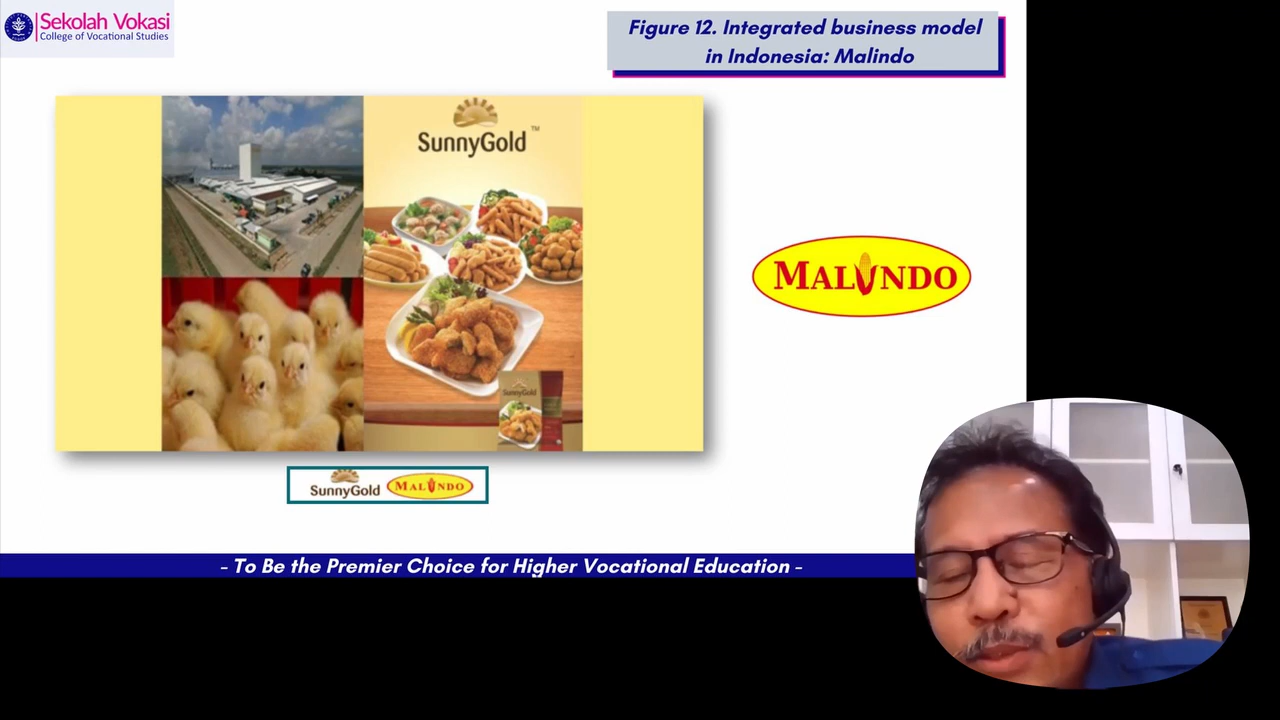 Sekolah Vokasi
College of Vocational Studies
Figure 12. Integrated business model
in Indonesia: Malindo
SunnyGold™
MALINDO
SunnyGold
SunnyGold MALINDO
- To Be the Premier Choice for Higher Vocational Education -